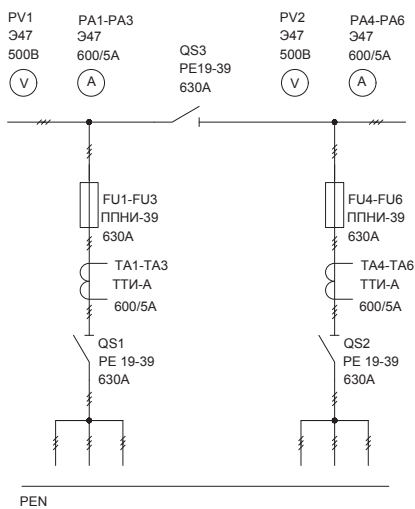 PV1
Э47
500В
V
PA1-PA3
Э47
600/5А
A
QS3
РЕ19-39
630А
PV2
Э47
500В
V
PA4-PA6
Э47
600/5А
A
FU1-FU3
ППНИ-39
630А
TA1-TA3
ТТИ-А
600/5А
QS1
РЕ 19-39
630А
FU4-FU6
ППНИ-39
630А
TA4-TA6
ТТИ-А
600/5А
QS2
РЕ 19-39
630А
PEN